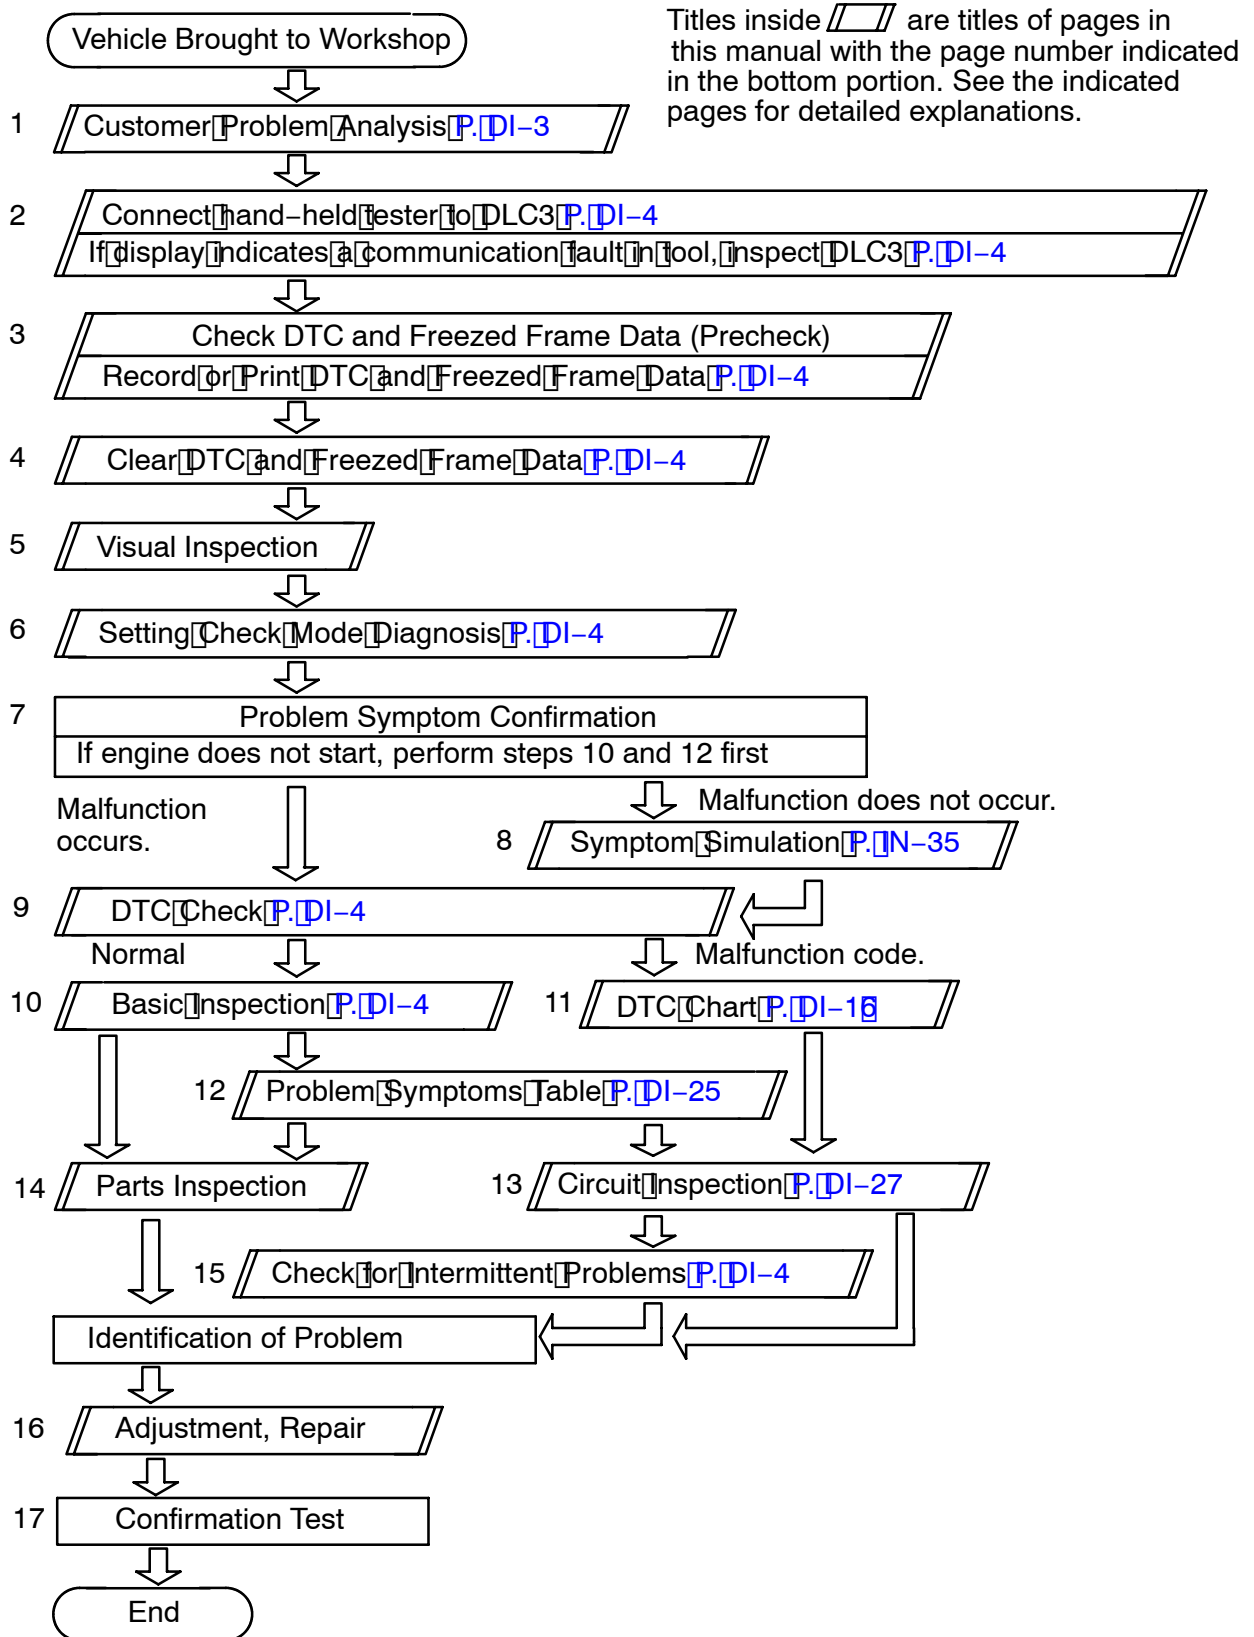 Vehicle Brought to Workshop
Titles inside are titles of pages in
this manual with the page number indicated
in the bottom portion. See the indicated
pages for detailed explanations.
1 Customer Problem Analysis P. DI–3
2 Connect hand–held tester to DLC3 P. DI–4
If display indicates a communication fault in tool, inspect DLC3 P. DI–4
3 Check DTC and Freezed Frame Data (Precheck)
Record or Print DTC and Freezed Frame Data P. DI–4
4 Clear DTC and Freezed Frame Data P. DI–4
5 Visual Inspection
6 Setting Check Mode Diagnosis P. DI–4
7 Problem Symptom Confirmation
If engine does not start, perform steps 10 and 12 first
Malfunction
occurs.
Malfunction does not occur.
8 Symptom Simulation P. IN–35
9 DTC Check P. DI–4
Normal
Malfunction code.
10 Basic Inspection P. DI–4
11 DTC Chart P. DI–16
12 Problem Symptoms Table P. DI–25
14 Parts Inspection
13 Circuit Inspection P. DI–27
15 Check for Intermittent Problems P. DI–4
Identification of Problem
16 Adjustment, Repair
17 Confirmation Test
End